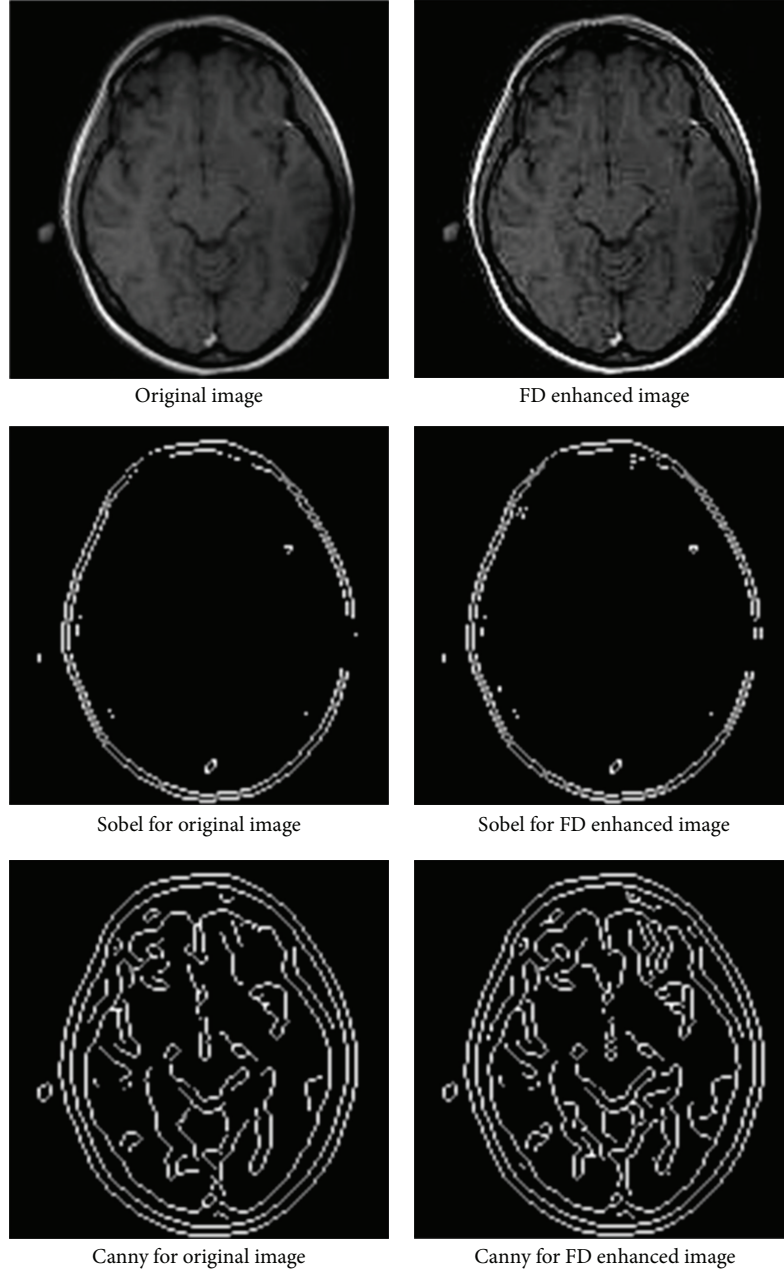 Original image
FD enhanced image
Sobel for original image
Sobel for FD enhanced image
Canny for original image
Canny for FD enhanced image